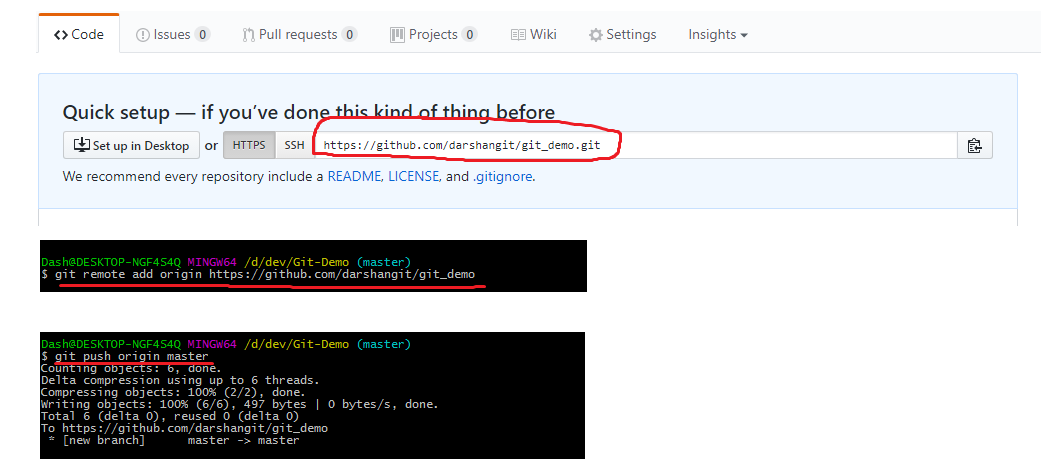 <> Code Issues 0 Pull requests 0 Projects 0 Wiki Settings Insights
Quick setup — if you've done this kind of thing before
Set up in Desktop or HTTPS SSH https://github.com/darshangit/git_demo.git
We recommend every repository include a README, LICENSE, and .gitignore.
Dash@DESKTOP-NGF4S4Q MINGW64 /d/dev/Git-Demo (master)
$ git remote add origin https://github.com/darshangit/git_demo
Dash@DESKTOP-NGF4S4Q MINGW64 /d/dev/Git-Demo (master)
$ git push origin master
Counting objects: 6, done.
Delta compression using up to 6 threads.
Compressing objects: 100% (2/2), done.
Writing objects: 100% (6/6), 497 bytes | 0 bytes/s, done.
Total 6 (delta 0), reused 0 (delta 0)
To https://github.com/darshangit/git_demo
 * [new branch]      master -> master